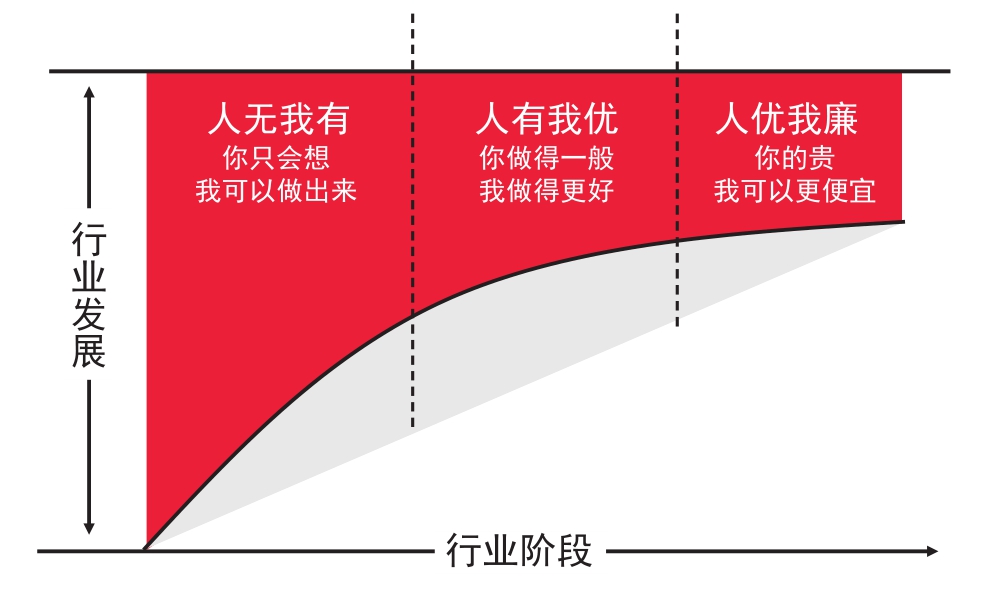 人无我有
你只会想
我可以做出来
人有我优
你做得一般
我做得更好
人优我廉
你的贵
我可以更便宜
行业发展
行业阶段